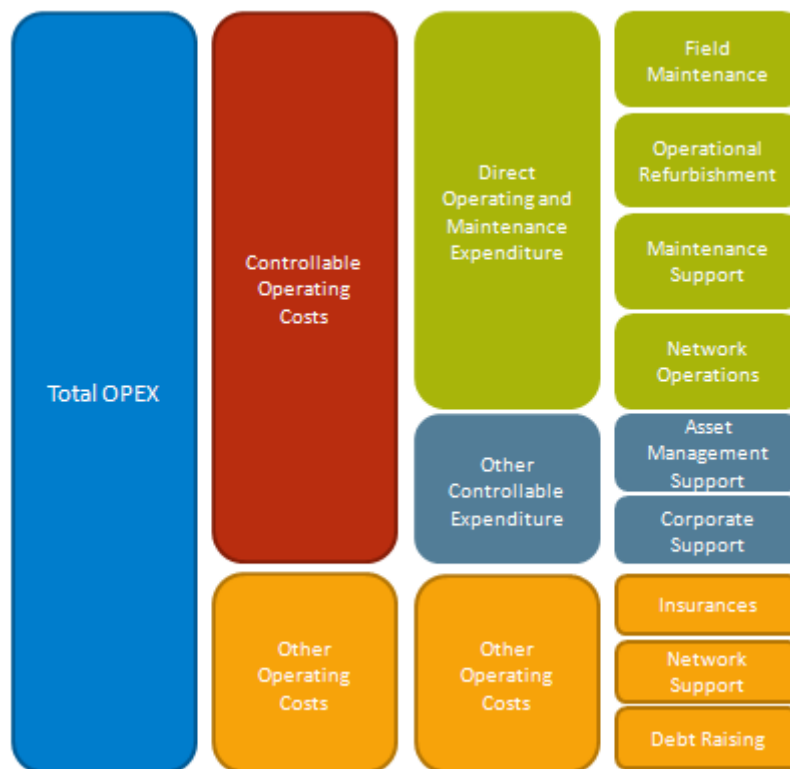 Total OPEX
Controllable
Operating
Costs
Other
Operating
Costs
Direct
Operating and
Maintenance
Expenditure
Other
Controllable
Expenditure
Other
Operating
Costs
Field
Maintenance
Operational
Refurbishment
Maintenance
Support
Network
Operations
Asset
Management
Support
Corporate
Support
Insurances
Network
Support
Debt Raising